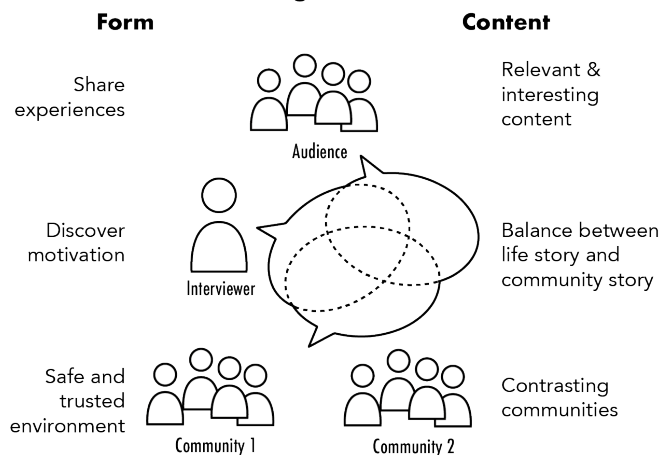 Form
Content
Share
experiences
Relevant &
interesting
content
Audience
Discover
motivation
Balance between
life story and
community story
Interviewer
Safe and
trusted
environment
Contrasting
communities
Community 1
Community 2